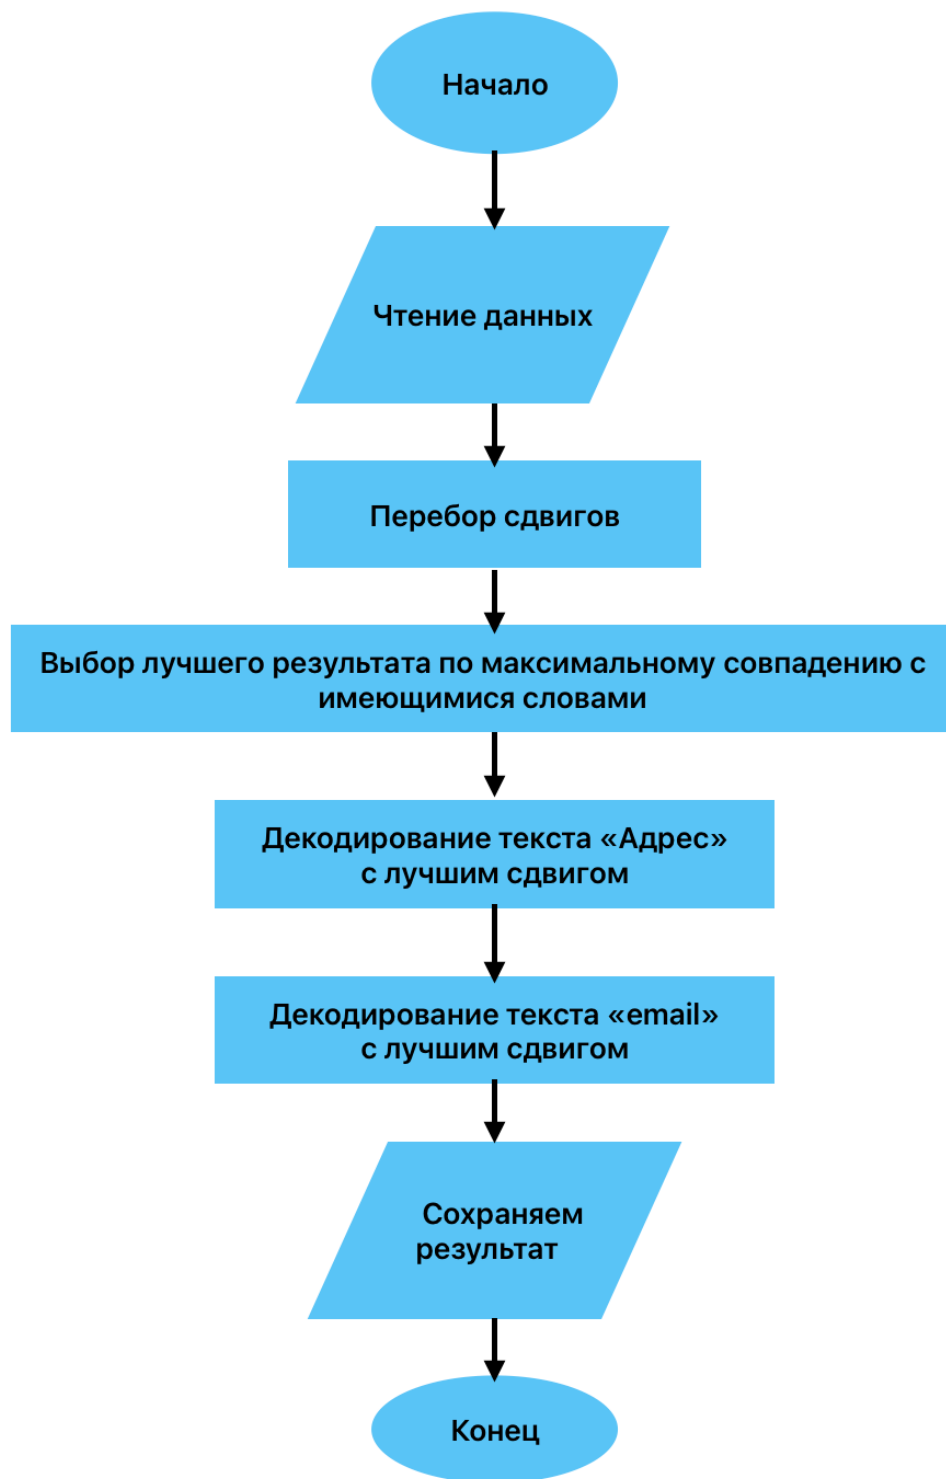 Начало
Чтение данных
Перебор сдвигов
Выбор лучшего результата по максимальному совпадению с
имеющимися словами
Декодирование текста «Адрес»
с лучшим сдвигом
Декодирование текста «email»
с лучшим сдвигом
Сохраняем
результат
Конец